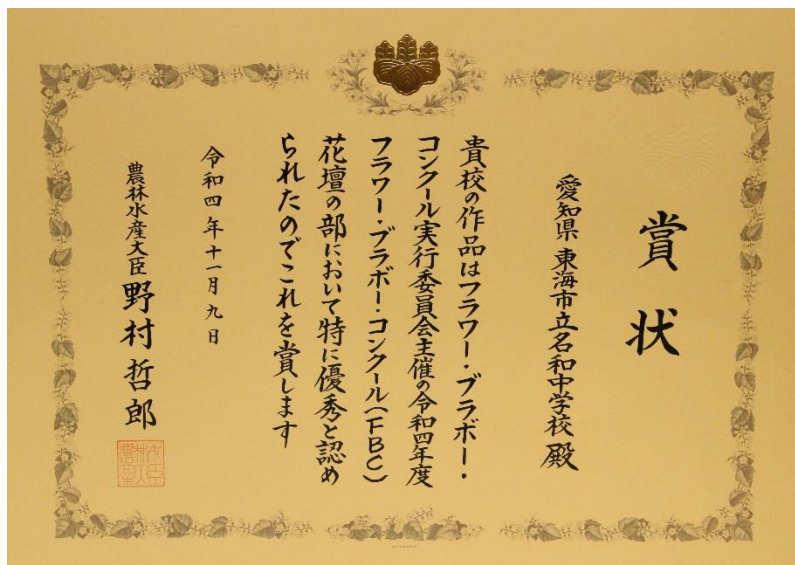 賞状
愛知県 東海市立名和中学校 殿
貴校の作品はフラワー・ブラボー・
コンクール実行委員会主催の令和四年度
フラワー・ブラボー・コンクール(FBC)
花壇の部において特に優秀と認め
られたのでこれを賞します
令和四年十一月九日
農林水産大臣 野村哲郎